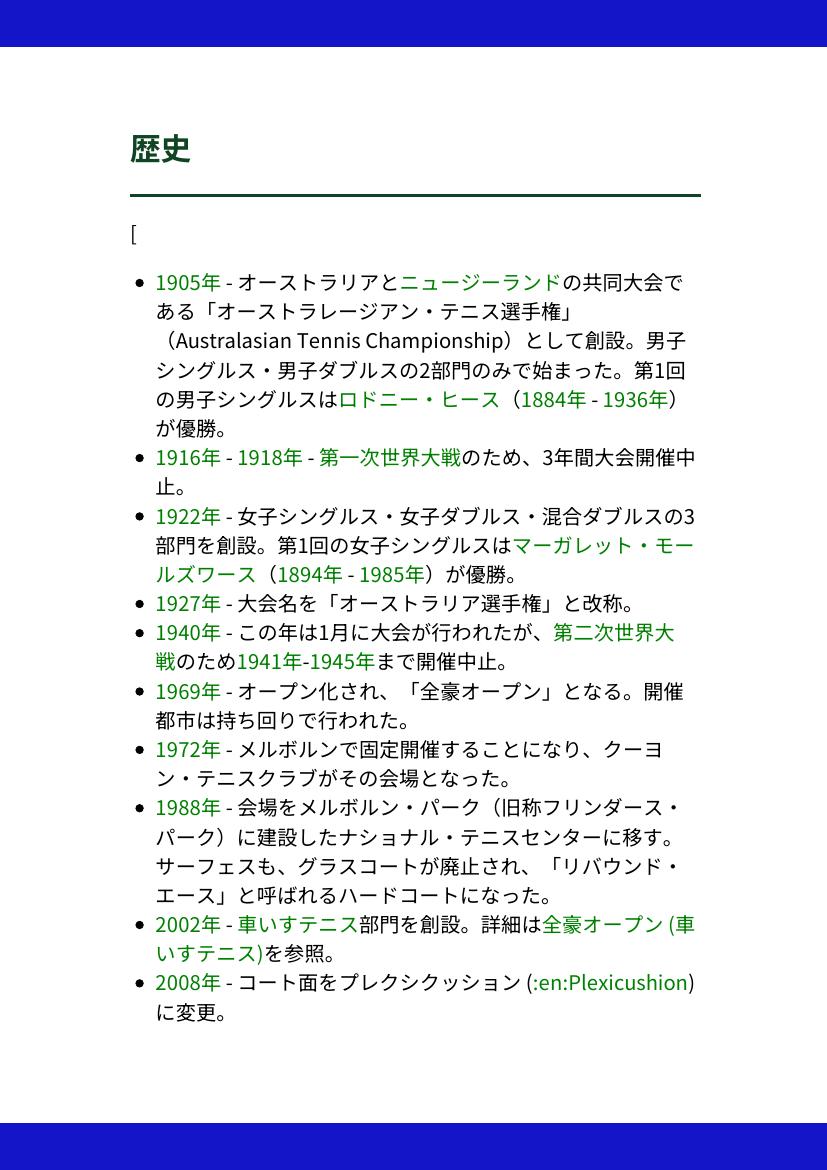 歴史
[
1905年 - オーストラリアとニュージーランドの共同大会で
ある「オーストラレージアン・テニス選手権」
（Australasian Tennis Championship）として創設。男子
シングルス・男子ダブルスの2部門のみで始まった。第1回
の男子シングルスはロドニー・ヒース（1884年 - 1936年）
が優勝。
1916年 - 1918年 - 第一次世界大戦のため、3年間大会開催中
止。
1922年 - 女子シングルス・女子ダブルス・混合ダブルスの3
部門を創設。第1回の女子シングルスはマーガレット・モー
ルズワース（1894年 - 1985年）が優勝。
1927年 - 大会名を「オーストラリア選手権」と改称。
1940年 - この年は1月に大会が行われたが、第二次世界大
戦のため1941年-1945年まで開催中止。
1969年 - オープン化され、「全豪オープン」となる。開催
都市は持ち回りで行われた。
1972年 - メルボルンで固定開催することになり、クーヨ
ン・テニスクラブがその会場となった。
1988年 - 会場をメルボルン・パーク（旧称フリンダース・
パーク）に建設したナショナル・テニスセンターに移す。
サーフェスも、グラスコートが廃止され、「リバウンド・
エース」と呼ばれるハードコートになった。
2002年 - 車いすテニス部門を創設。詳細は全豪オープン (車
いすテニス)を参照。
2008年 - コート面をプレクシクッション (:en:Plexicushion)
に変更。